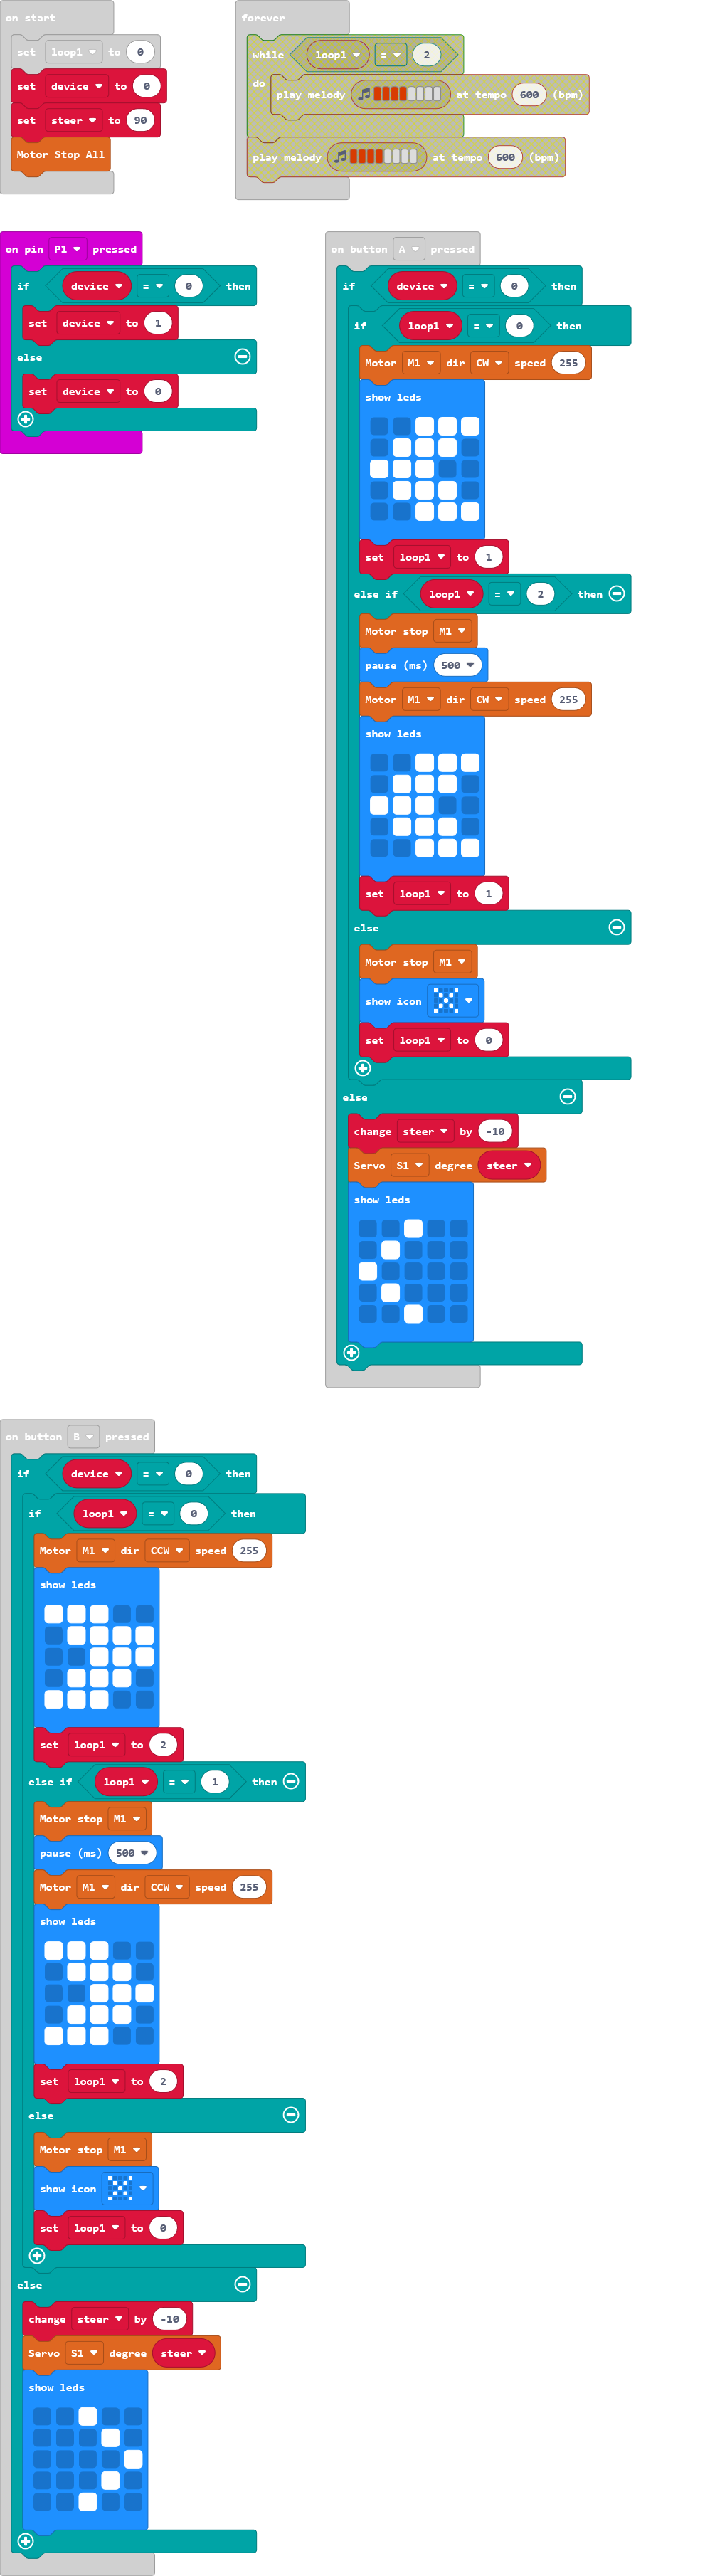 on start
set loop1 to 0
set device to 0
set steer to 90
Motor Stop All
forever
while loop1 = 2
do
play melody at tempo 600 (bpm)
play melody at tempo 600 (bpm)
on pin P1 pressed
if device = 0 then
set device to 1
else
set device to 0
on button A pressed
if device = 0 then
if loop1 = 0 then
Motor M1 dir CW speed 255
show leds
set loop1 to 1
else if loop1 = 2 then
Motor stop M1
pause (ms) 500
Motor M1 dir CW speed 255
show leds
set loop1 to 1
else
Motor stop M1
show icon
set loop1 to 0
else
change steer by -10
Servo S1 degree steer
show leds
on button B pressed
if device = 0 then
if loop1 = 0 then
Motor M1 dir CCW speed 255
show leds
set loop1 to 2
else if loop1 = 1 then
Motor stop M1
pause (ms) 500
Motor M1 dir CCW speed 255
show leds
set loop1 to 2
else
Motor stop M1
show icon
set loop1 to 0
else
change steer by -10
Servo S1 degree steer
show leds